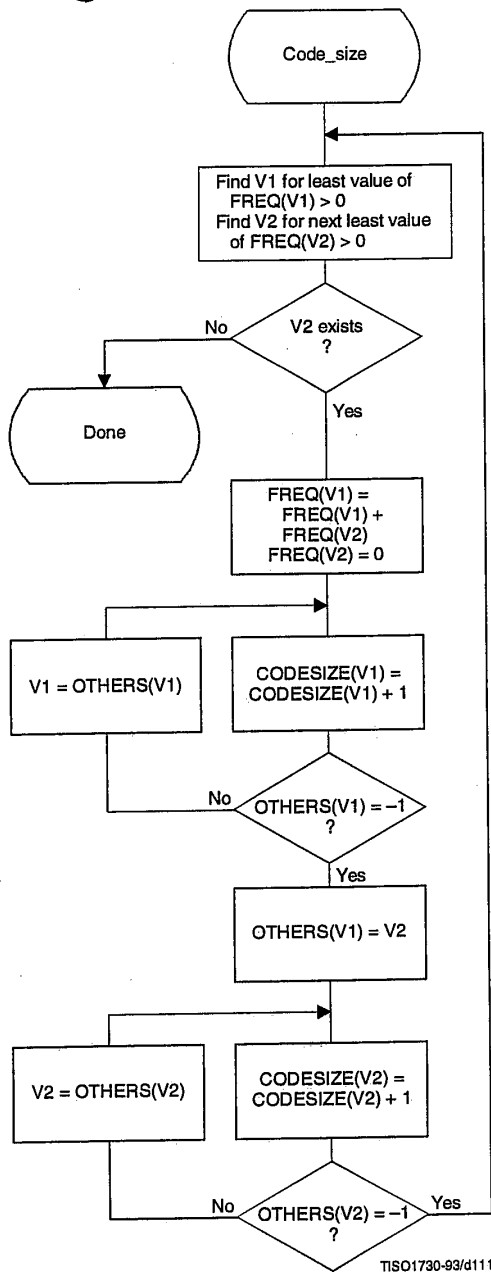 Code_size
Find V1 for least value of
FREQ(V1) > 0
Find V2 for next least value
of FREQ(V2) > 0
No
V2 exists
?
Done
Yes
FREQ(V1) =
FREQ(V1) +
FREQ(V2)
FREQ(V2) = 0
V1 = OTHERS(V1)
CODESIZE(V1) =
CODESIZE(V1) + 1
No
OTHERS(V1) = –1
?
Yes
OTHERS(V1) = V2
V2 = OTHERS(V2)
CODESIZE(V2) =
CODESIZE(V2) + 1
No
OTHERS(V2) = –1
?
Yes
TISO1730-93/d111